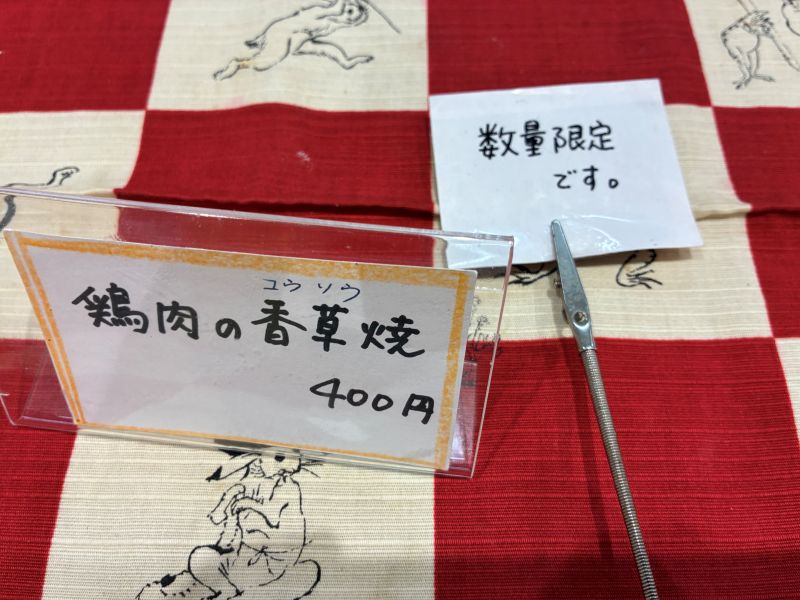 数量限定
です。
コウソウ
鶏肉の香草焼
400円